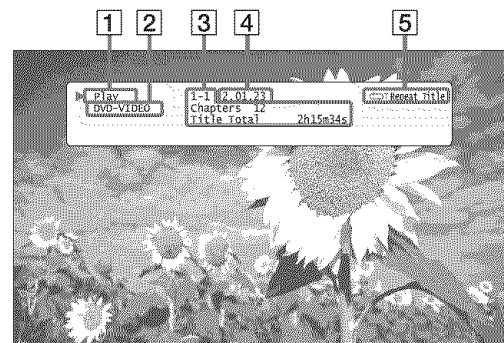 1 2 3 4 5
Play 1-1 2.01.23 Repeat Title
DVD-VIDEO Chapters 12
Title Total 2h15m34s